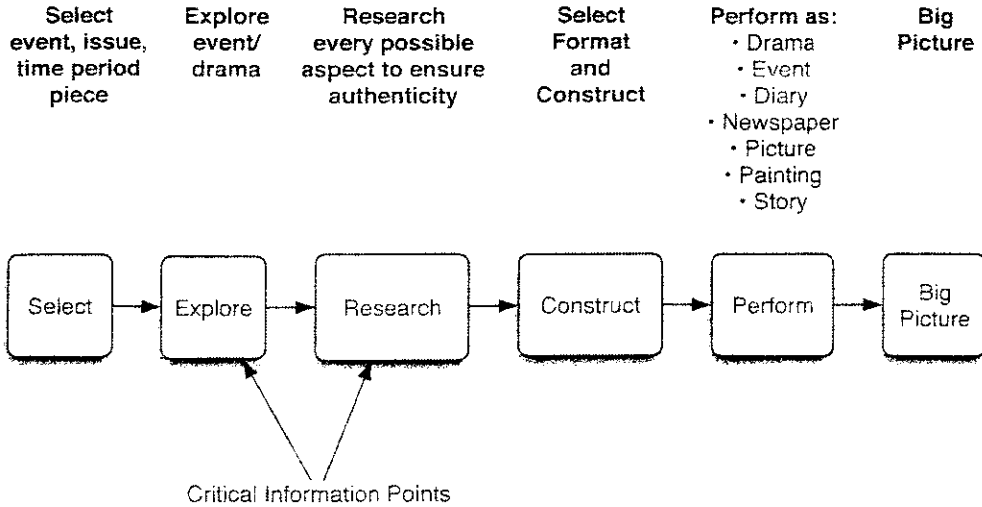 Select
event, issue,
time period
piece
Explore
event/
drama
Research
every possible
aspect to ensure
authenticity
Select
Format
and
Construct
Perform as:
• Drama
• Event
• Diary
• Newspaper
• Picture
• Painting
• Story
Big
Picture
Select
Explore
Research
Construct
Perform
Big
Picture
Critical Information Points